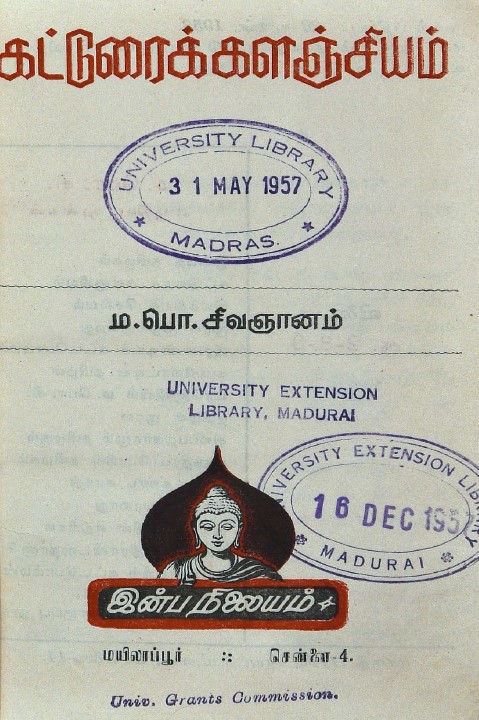 கட்டுரைக்களஞ்சியம்
UNIVERSITY LIBRARY
31 MAY 1957
MADRAS.
ம.பொ.சிவஞானம்
UNIVERSITY EXTENSION
LIBRARY, MADURAI
UNIVERSITY EXTENSION LIBRARY
16 DEC 1957
MADURAI
இன்ப நிலையம்
மயிலாப்பூர் :: சென்னை-4.
Univ. Grants Commission.